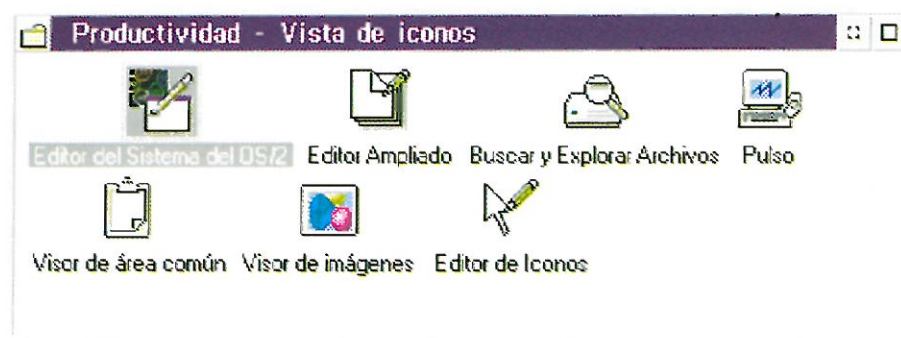 Productividad - Vista de iconos
Editor del Sistema del OS/2 Editor Ampliado Buscar y Explorar Archivos Pulso
Visor de área común Visor de imágenes Editor de Iconos